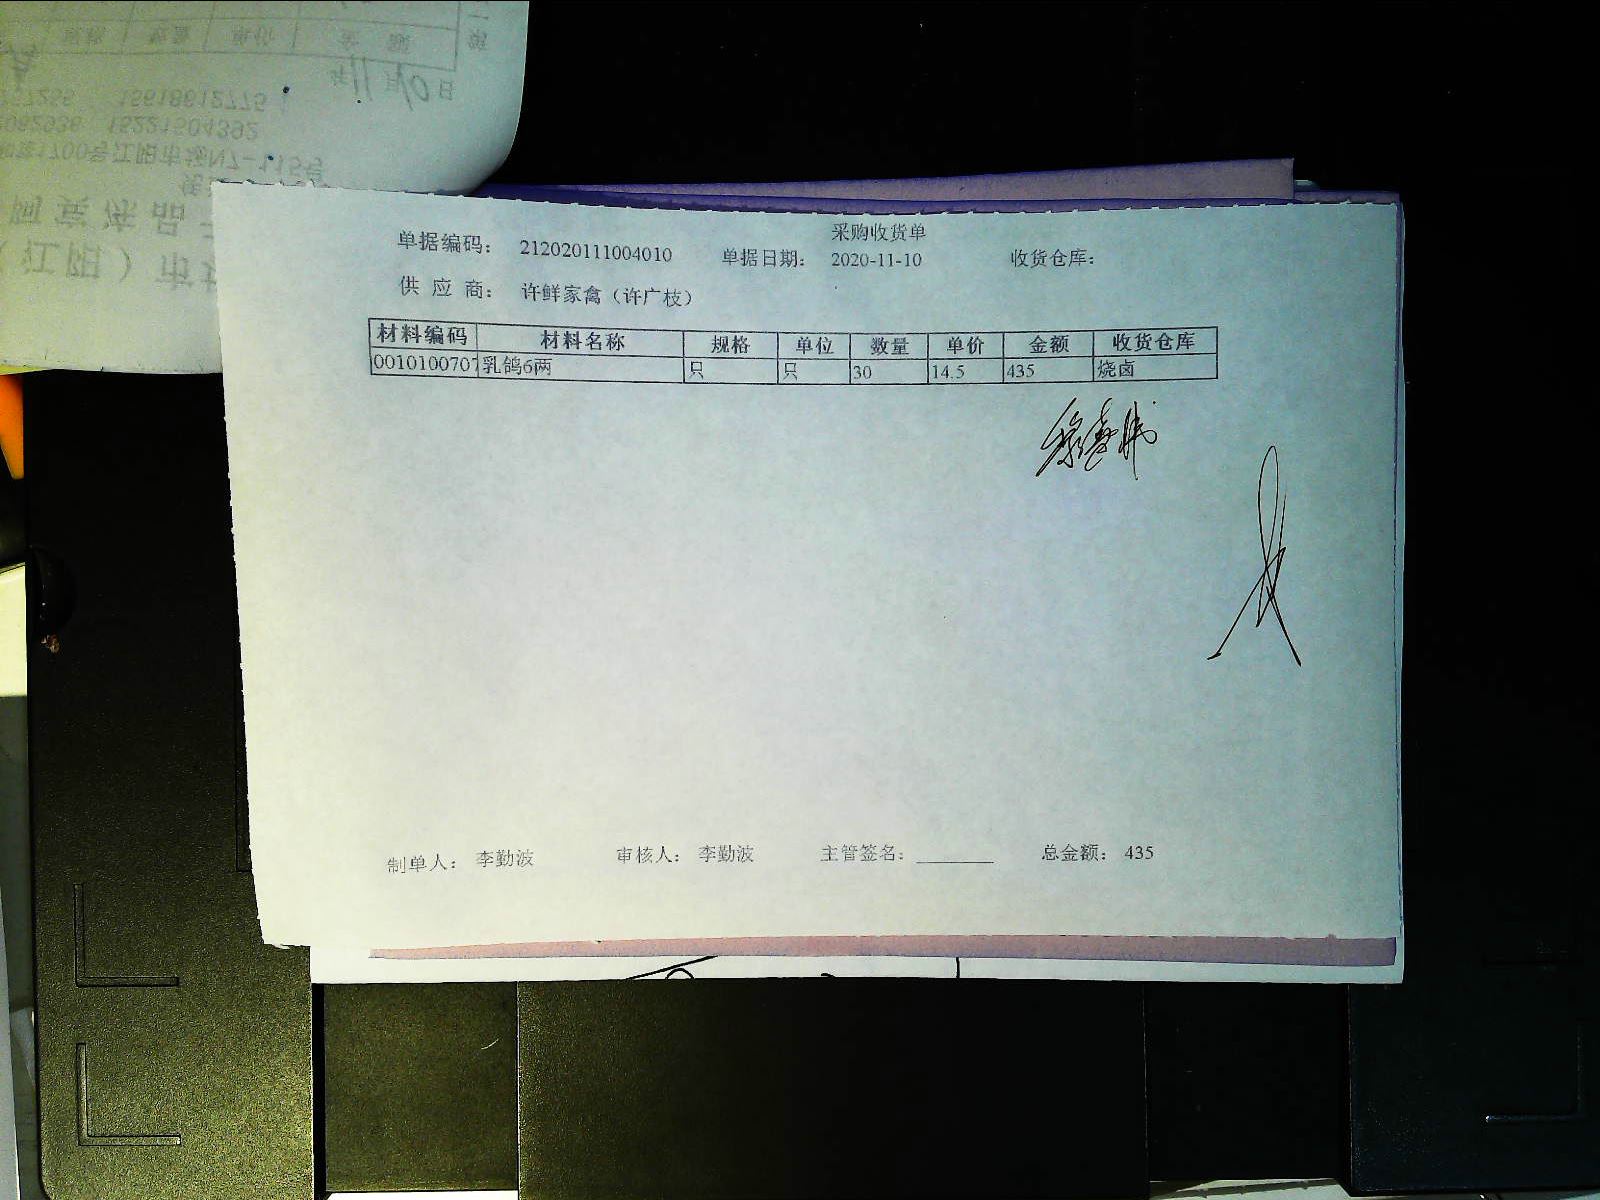 采购收货单
单据编码： 212020111004010 单据日期： 2020-11-10 收货仓库：
供 应 商： 许鲜家禽（许广枝）
材料编码 材料名称 规格 单位 数量 单价 金额 收货仓库
0010100707 乳鸽6两 只 只 30 14.5 435 烧卤
制单人： 李勤波 审核人： 李勤波 主管签名： 总金额： 435